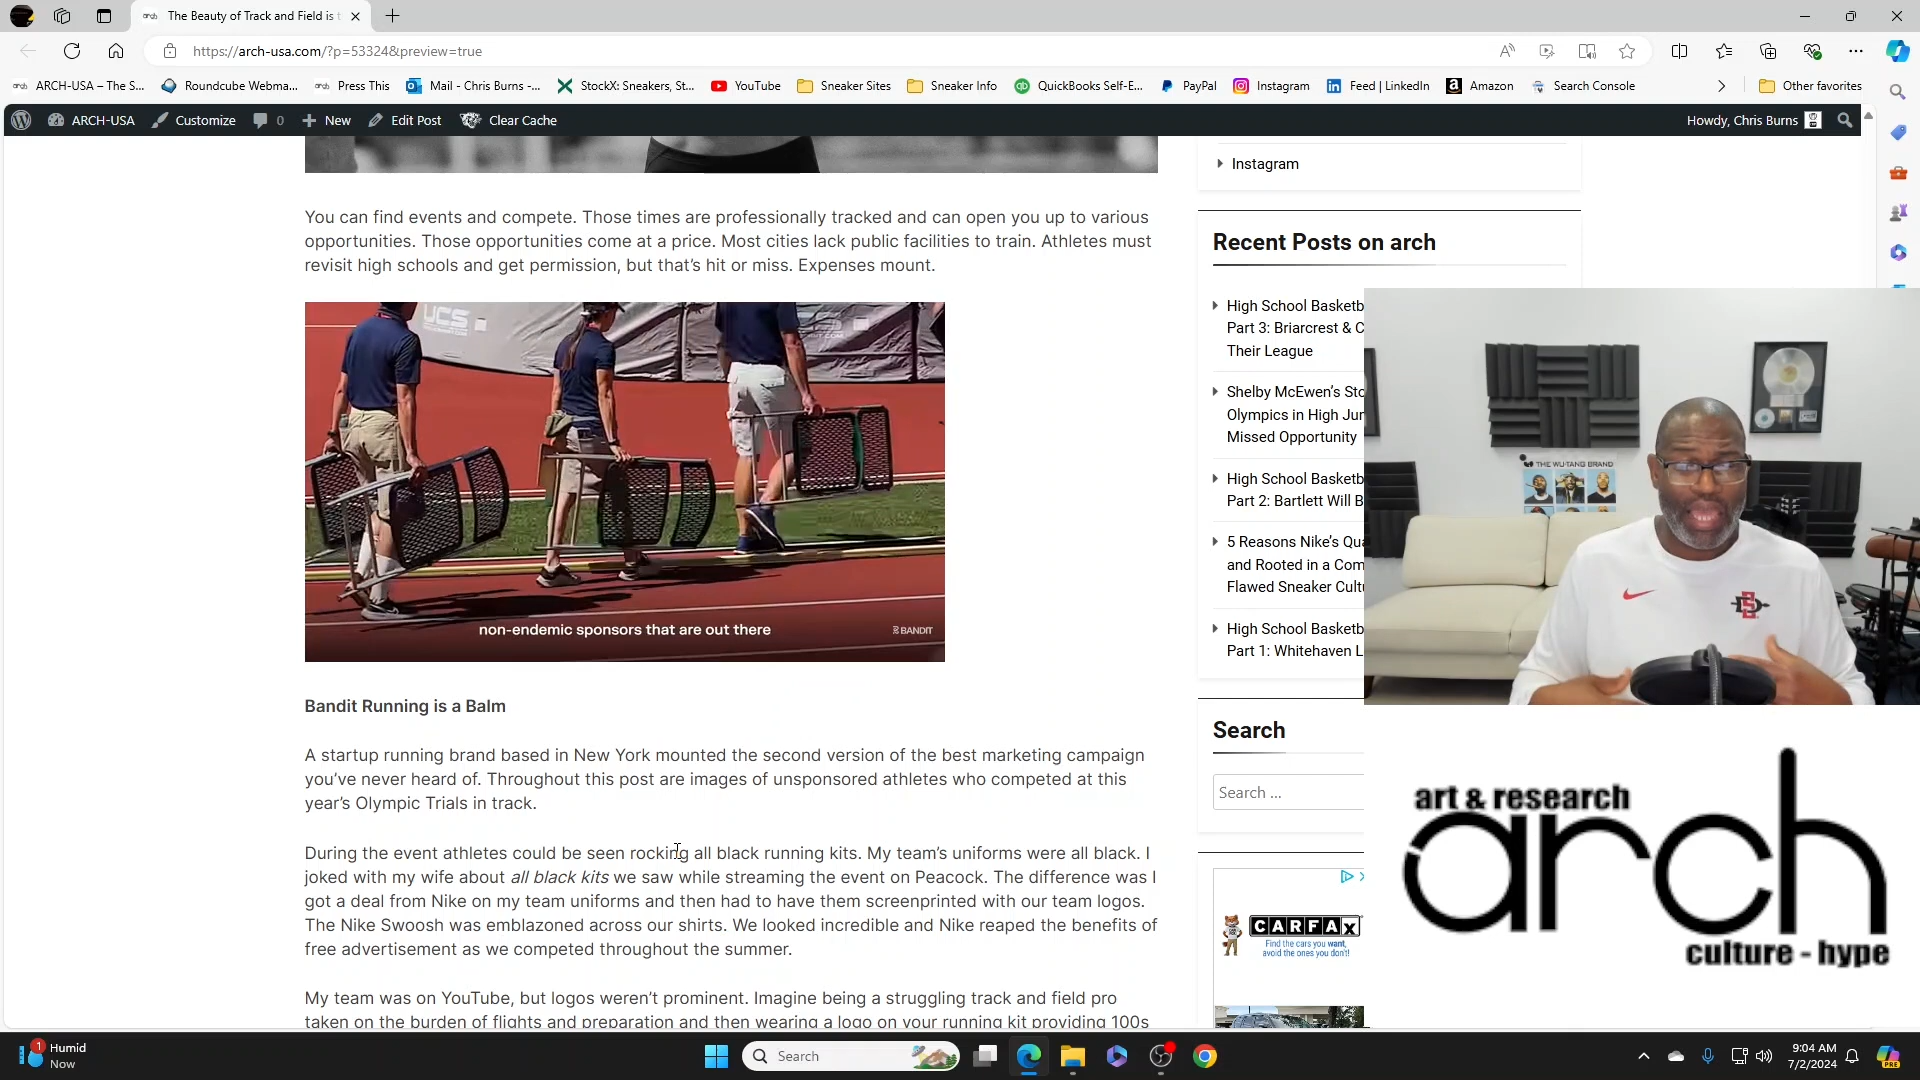 The Beauty of Track and Field is t
https://arch-usa.com/?p=53324&preview=true
ARCH-USA – The S...
Roundcube Webma...
Press This
Mail - Chris Burns -...
StockX: Sneakers, St...
YouTube
Sneaker Sites
Sneaker Info
QuickBooks Self-E...
PayPal
Instagram
Feed | LinkedIn
Amazon
Search Console
Other favorites
ARCH-USA
Customize
0
New
Edit Post
Clear Cache
Howdy, Chris Burns
You can find events and compete. Those times are professionally tracked and can open you up to various
opportunities. Those opportunities come at a price. Most cities lack public facilities to train. Athletes must
revisit high schools and get permission, but that's hit or miss. Expenses mount.
UCS
non-endemic sponsors that are out there
BANDIT
Bandit Running is a Balm
A startup running brand based in New York mounted the second version of the best marketing campaign
you've never heard of. Throughout this post are images of unsponsored athletes who competed at this
year's Olympic Trials in track.
During the event athletes could be seen rocking all black running kits. My team's uniforms were all black. I
joked with my wife about all black kits we saw while streaming the event on Peacock. The difference was I
got a deal from Nike on my team uniforms and then had to have them screenprinted with our team logos.
The Nike Swoosh was emblazoned across our shirts. We looked incredible and Nike reaped the benefits of
free advertisement as we competed throughout the summer.
My team was on YouTube, but logos weren't prominent. Imagine being a struggling track and field pro
taken on the burden of flights and preparation and then wearing a logo on your running kit providing 100s
Instagram
Recent Posts on arch
High School Basketb
Part 3: Briarcrest & C
Their League
Shelby McEwen's Sto
Olympics in High Jum
Missed Opportunity
High School Basketb
Part 2: Bartlett Will B
5 Reasons Nike's Qua
and Rooted in a Com
Flawed Sneaker Cultu
High School Basketb
Part 1: Whitehaven L
Search
Search ...
CARFAX
Find the cars you want,
avoid the ones you don't!
THE WU-TANG BRAND
SD
art & research
arch
culture - hype
1
Humid
Now
Search
9:04 AM
7/2/2024
PRE